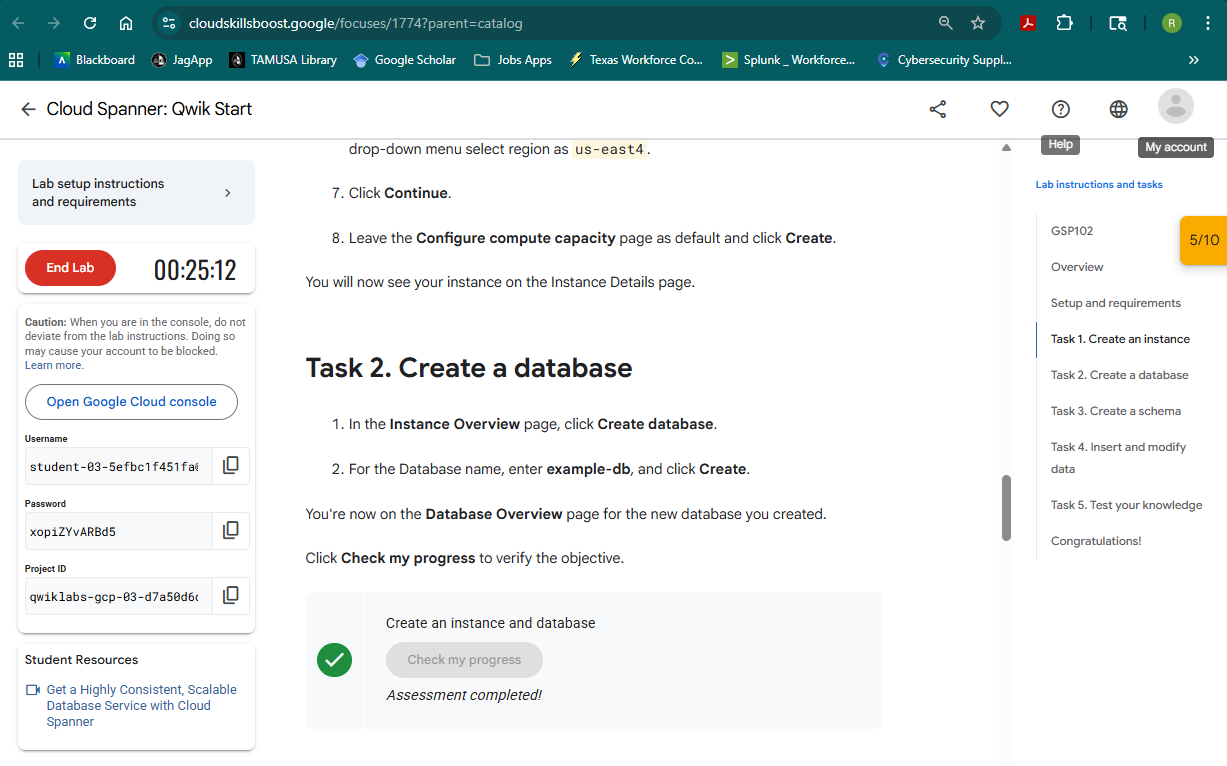 cloudskillsboost.google/focuses/1774?parent=catalog
R
Blackboard
JagApp
TAMUSA Library
Google Scholar
Jobs Apps
Texas Workforce Co...
Splunk _ Workforce...
Cybersecurity Suppl...
»
Cloud Spanner: Qwik Start
Help
My account
Lab setup instructions
and requirements
End Lab
00:25:12
Caution: When you are in the console, do not
deviate from the lab instructions. Doing so
may cause your account to be blocked.
Learn more.
Open Google Cloud console
Username
student-03-5efbc1f451fa
Password
xopiZYvARBd5
Project ID
qwiklabs-gcp-03-d7a50d6
Student Resources
Get a Highly Consistent, Scalable
Database Service with Cloud
Spanner
drop-down menu select region as us-east4.
7. Click Continue.
8. Leave the Configure compute capacity page as default and click Create.
You will now see your instance on the Instance Details page.
Task 2. Create a database
1. In the Instance Overview page, click Create database.
2. For the Database name, enter example-db, and click Create.
You're now on the Database Overview page for the new database you created.
Click Check my progress to verify the objective.
Create an instance and database
Check my progress
Assessment completed!
Lab instructions and tasks
GSP102
5/10
Overview
Setup and requirements
Task 1. Create an instance
Task 2. Create a database
Task 3. Create a schema
Task 4. Insert and modify
data
Task 5. Test your knowledge
Congratulations!